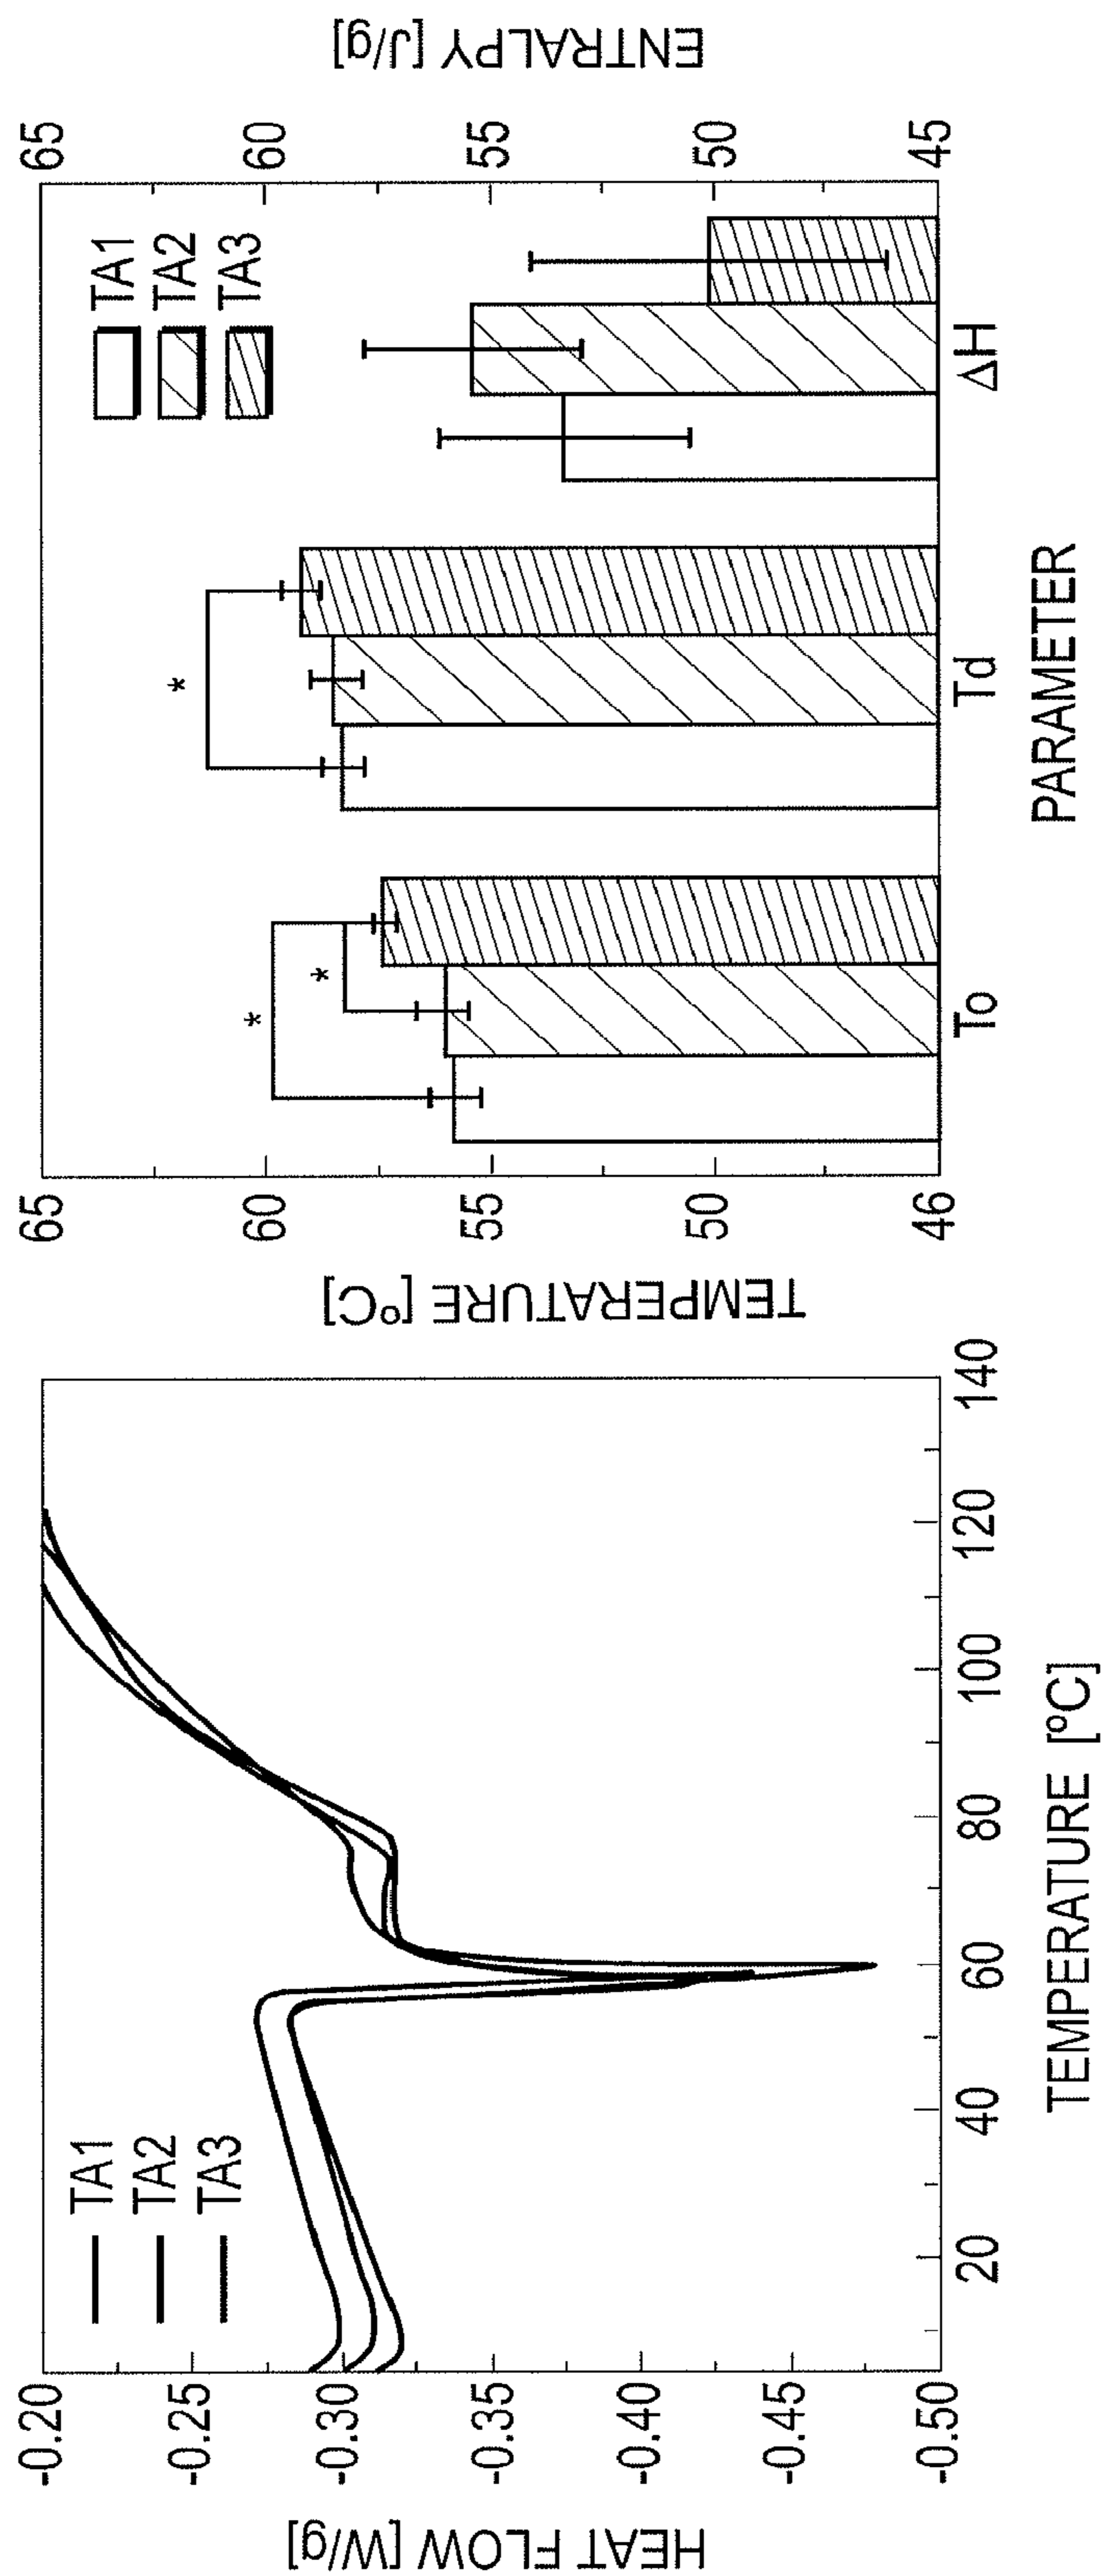 HEAT FLOW [W/g]
-0.20
-0.25
-0.30
-0.35
-0.40
-0.45
-0.50
TA1
TA2
TA3
20
40
60
80
100
120
140
TEMPERATURE [ºC]
TEMPERATURE [ºC]
65
60
55
50
46
*
*
*
TA1
TA2
TA3
To
Td
ΔH
PARAMETER
65
60
55
50
45
ENTRALPY [J/g]